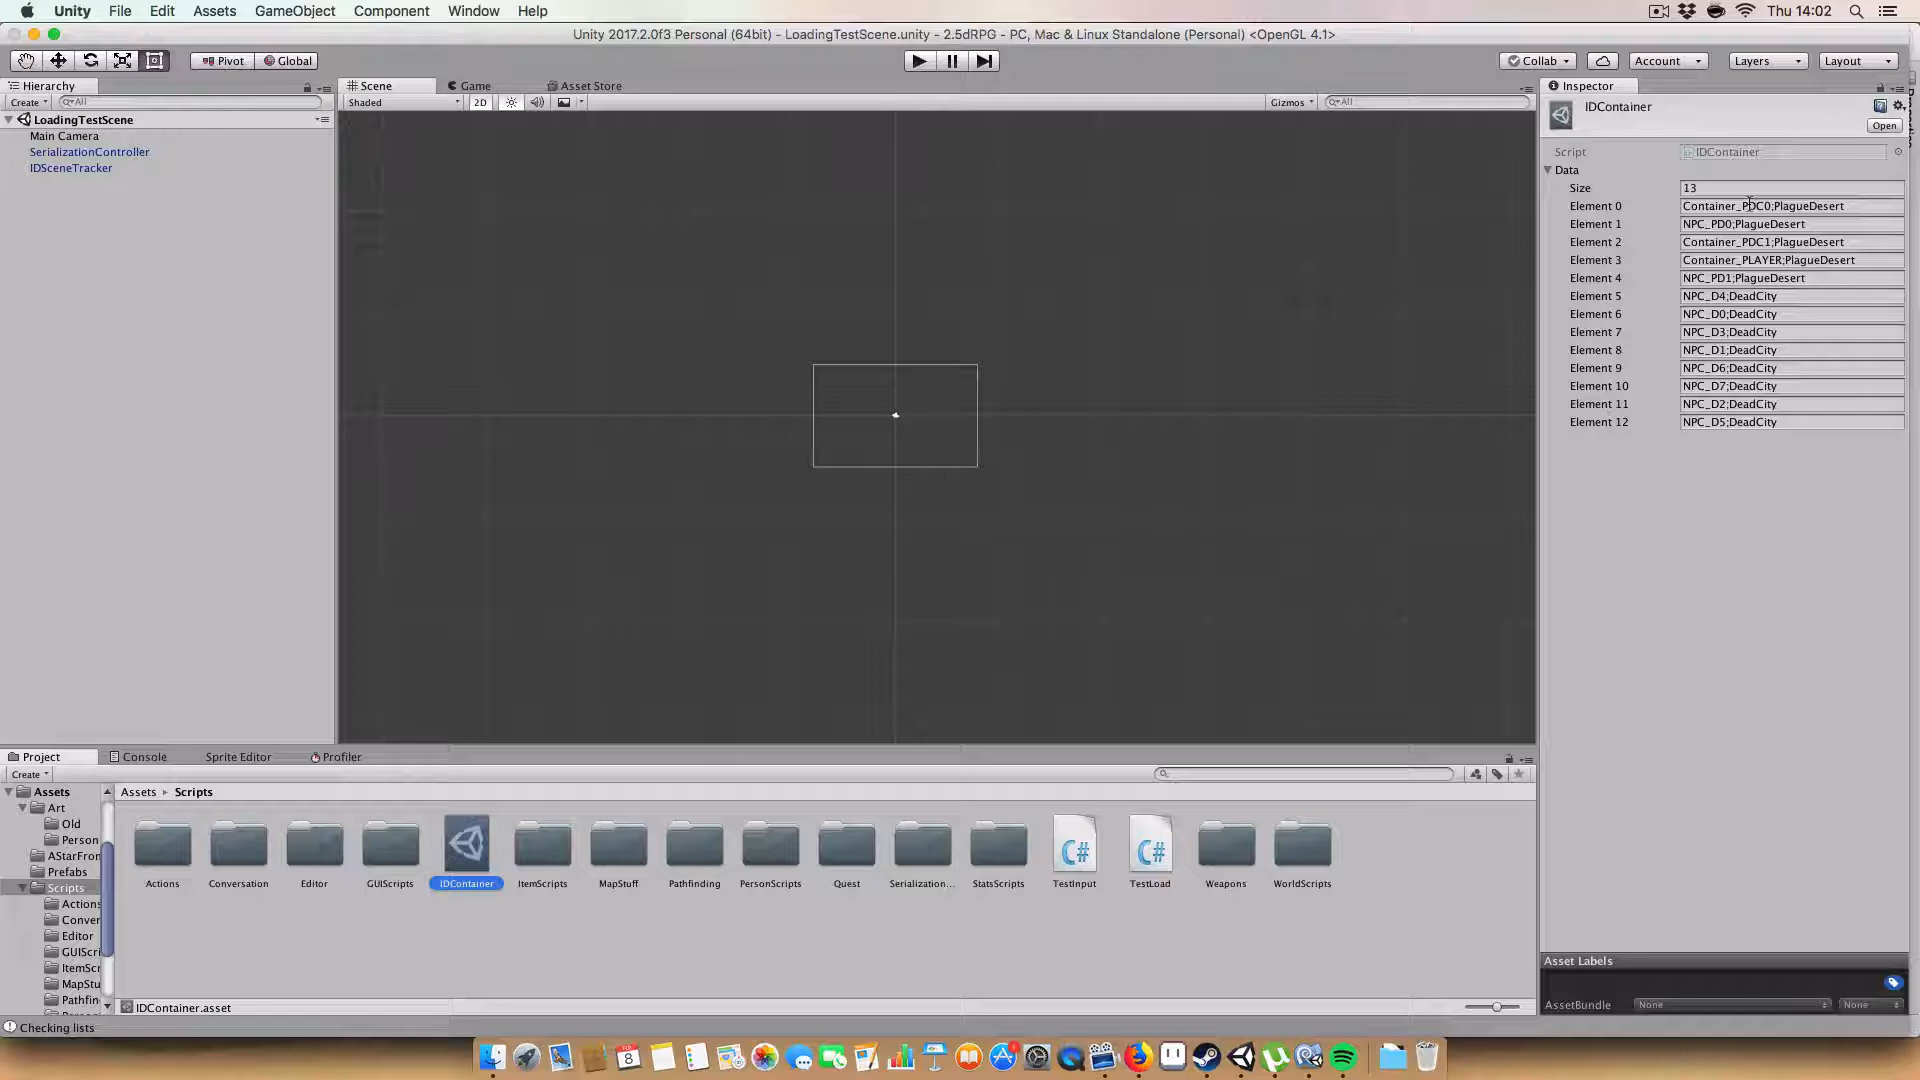 Unity File Edit Assets GameObject Component Window Help Thu 14:02
Unity 2017.2.0f3 Personal (64bit) - LoadingTestScene.unity - 2.5dRPG - PC, Mac & Linux Standalone (Personal) <OpenGL 4.1>
Pivot Global Collab Account Layers Layout
Hierarchy
Create All
LoadingTestScene
Main Camera
SerializationController
IDSceneTracker
Scene Game Asset Store
Shaded 2D Gizmos All
Inspector
IDContainer
Open
Script IDContainer
Data
Size 13
Element 0 Container_PDC0;PlagueDesert
Element 1 NPC_PD0;PlagueDesert
Element 2 Container_PDC1;PlagueDesert
Element 3 Container_PLAYER;PlagueDesert
Element 4 NPC_PD1;PlagueDesert
Element 5 NPC_D4;DeadCity
Element 6 NPC_D0;DeadCity
Element 7 NPC_D3;DeadCity
Element 8 NPC_D1;DeadCity
Element 9 NPC_D6;DeadCity
Element 10 NPC_D7;DeadCity
Element 11 NPC_D2;DeadCity
Element 12 NPC_D5;DeadCity
Project Console Sprite Editor Profiler
Create
Assets
Art
Old
Person
AStarFron
Prefabs
Scripts
Actions
Conver
Editor
GUIScri
ItemScr
MapStu
Pathfin
Assets Scripts
Actions Conversation Editor GUIScripts IDContainer ItemScripts MapStuff Pathfinding PersonScripts Quest Serialization... StatsScripts TestInput TestLoad Weapons WorldScripts
C# C#
IDContainer.asset
Asset Labels
AssetBundle None None
Checking lists
FEB
8